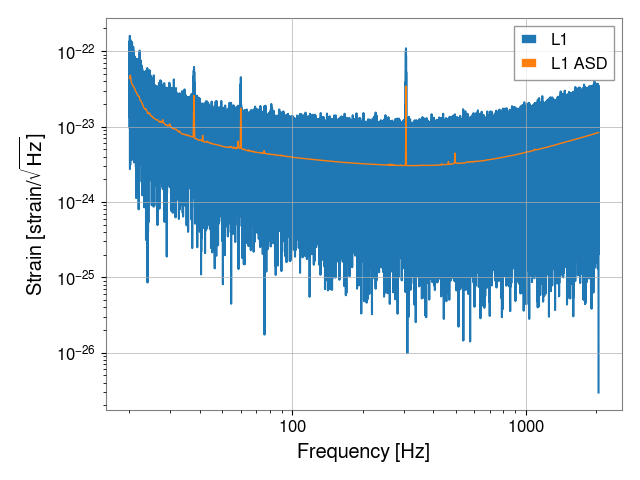 L1
L1 ASD
10⁻²²
10⁻²³
10⁻²⁴
10⁻²⁵
10⁻²⁶
Strain [strain/√Hz]
100
1000
Frequency [Hz]